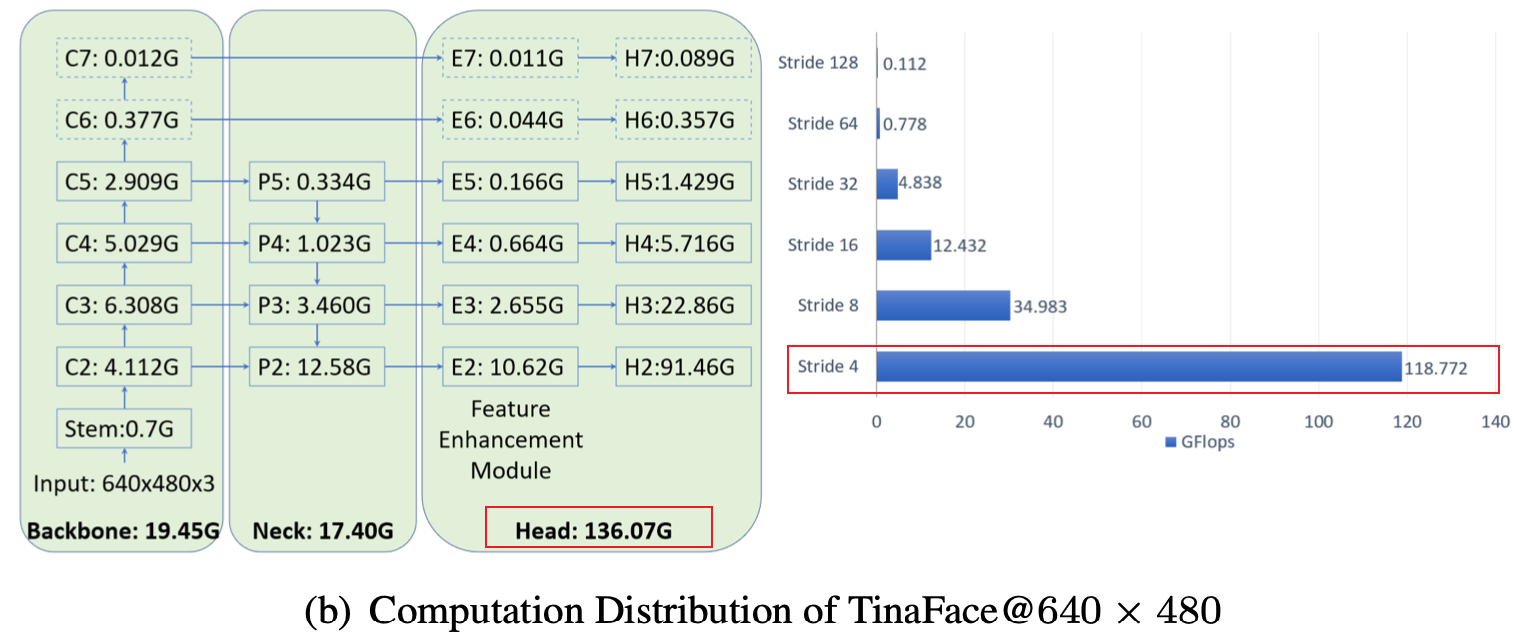 C7: 0.012G
E7: 0.011G
H7:0.089G
C6: 0.377G
E6: 0.044G
H6:0.357G
C5: 2.909G
P5: 0.334G
E5: 0.166G
H5:1.429G
C4: 5.029G
P4: 1.023G
E4: 0.664G
H4:5.716G
C3: 6.308G
P3: 3.460G
E3: 2.655G
H3:22.86G
C2: 4.112G
P2: 12.58G
E2: 10.62G
H2:91.46G
Stem:0.7G
Feature
Enhancement
Module
Input: 640x480x3
Backbone: 19.45G
Neck: 17.40G
Head: 136.07G
Stride 128
0.112
Stride 64
0.778
Stride 32
4.838
Stride 16
12.432
Stride 8
34.983
Stride 4
118.772
0
20
40
60
80
100
120
140
GFlops
(b) Computation Distribution of TinaFace@640 × 480